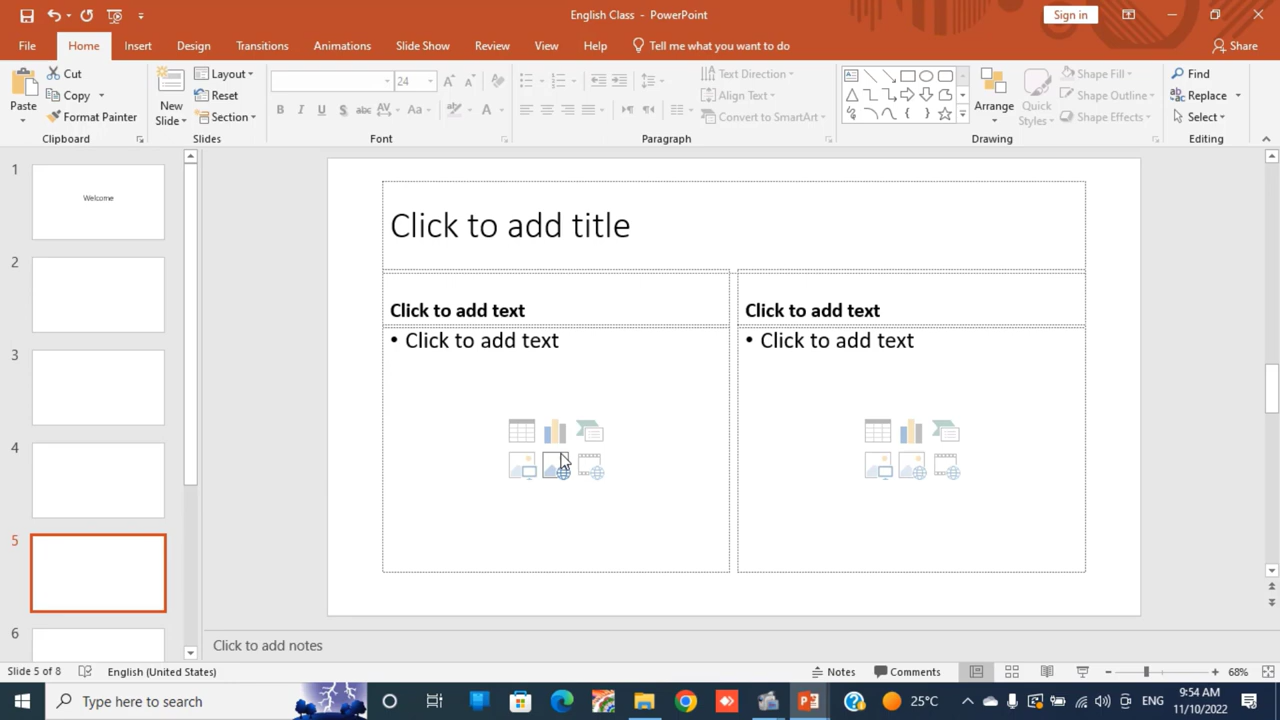 English Class - PowerPoint
Sign in
File
Home
Insert
Design
Transitions
Animations
Slide Show
Review
View
Help
Tell me what you want to do
Share
Paste
Cut
Copy
Format Painter
Clipboard
New
Slide
Layout
Reset
Section
Slides
24
B I U S abc AV Aa
A
Font
Text Direction
Align Text
Convert to SmartArt
Paragraph
Arrange
Quick
Styles
Shape Fill
Shape Outline
Shape Effects
Drawing
Find
Replace
Select
Editing
1
Welcome
2
3
4
5
6
Click to add title
Click to add text
• Click to add text
Click to add text
• Click to add text
Click to add notes
Slide 5 of 8
English (United States)
Notes
Comments
68%
Type here to search
25°C
ENG
9:54 AM
11/10/2022